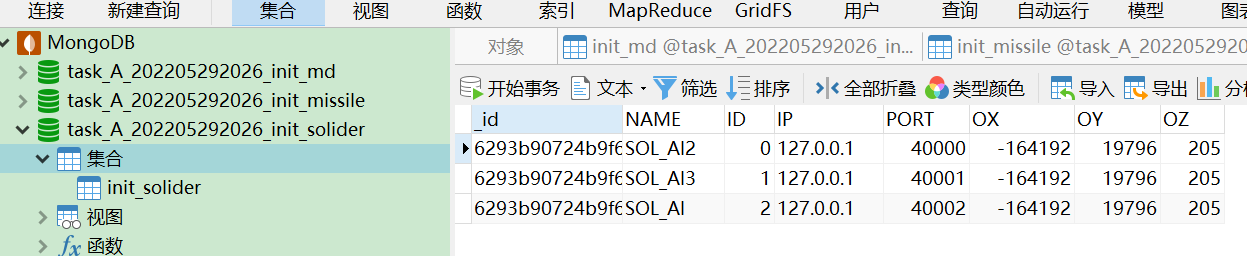 连接 新建查询 集合 视图 函数 索引 MapReduce GridFS 用户 查询 自动运行 模型
MongoDB
task_A_202205292026_init_md
task_A_202205292026_init_missile
task_A_202205292026_init_solider
集合
init_solider
视图
函数
对象 init_md @task_A_202205292026_in... init_missile @task_A_20220529202
开始事务 文本 筛选 排序 全部折叠 类型颜色 导入 导出
_id NAME ID IP PORT OX OY OZ
6293b90724b9f6 SOL_AI2 0 127.0.0.1 40000 -164192 19796 205
6293b90724b9f6 SOL_AI3 1 127.0.0.1 40001 -164192 19796 205
6293b90724b9f6 SOL_AI 2 127.0.0.1 40002 -164192 19796 205